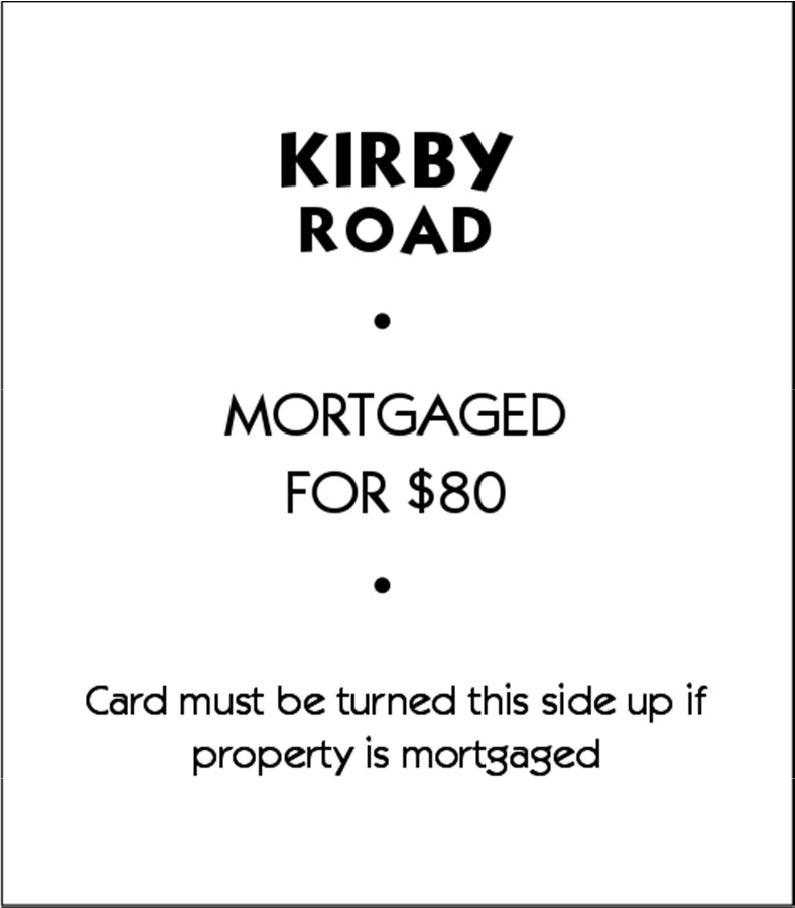 KIRBY
ROAD
•
MORTGAGED
FOR $80
•
Card must be turned this side up if
property is mortgaged